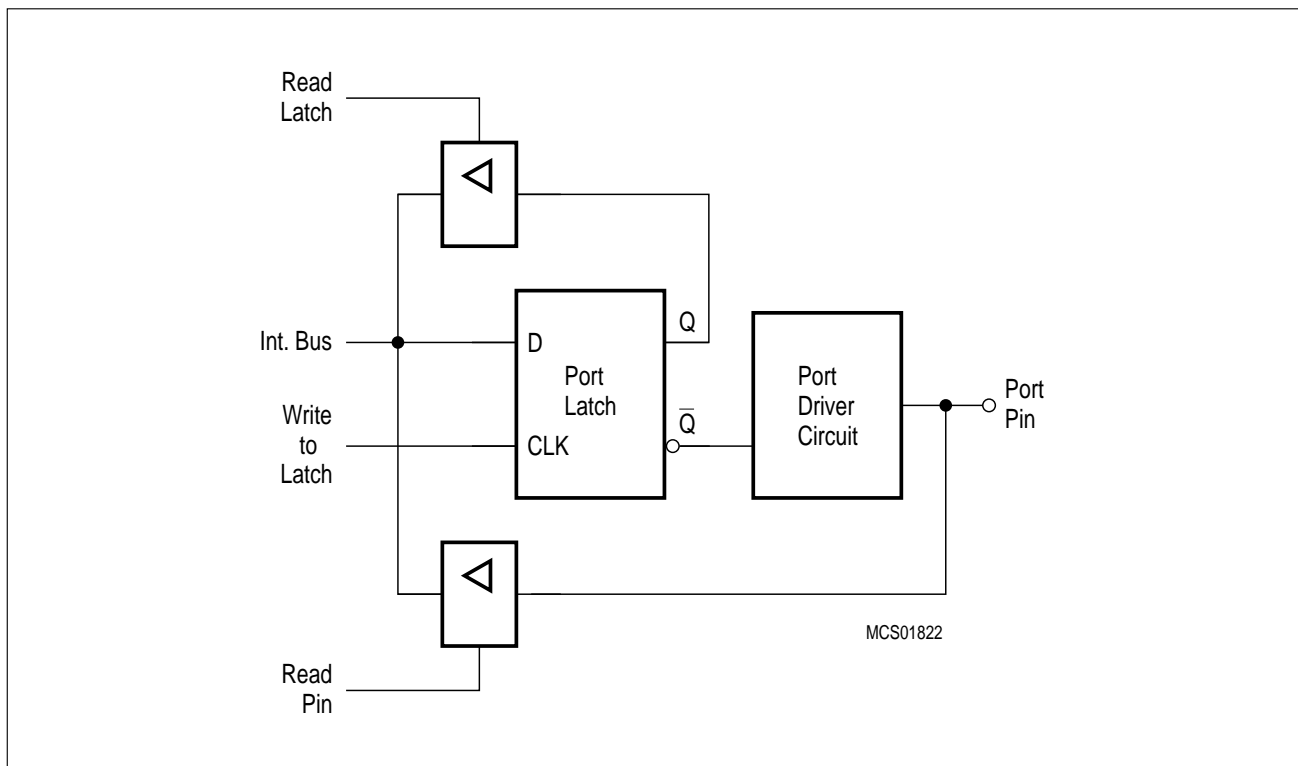 Read
Latch
Int. Bus
Write
to
Latch
D
CLK
Port
Latch
Q
Q̅
Port
Driver
Circuit
Port
Pin
MCS01822
Read
Pin